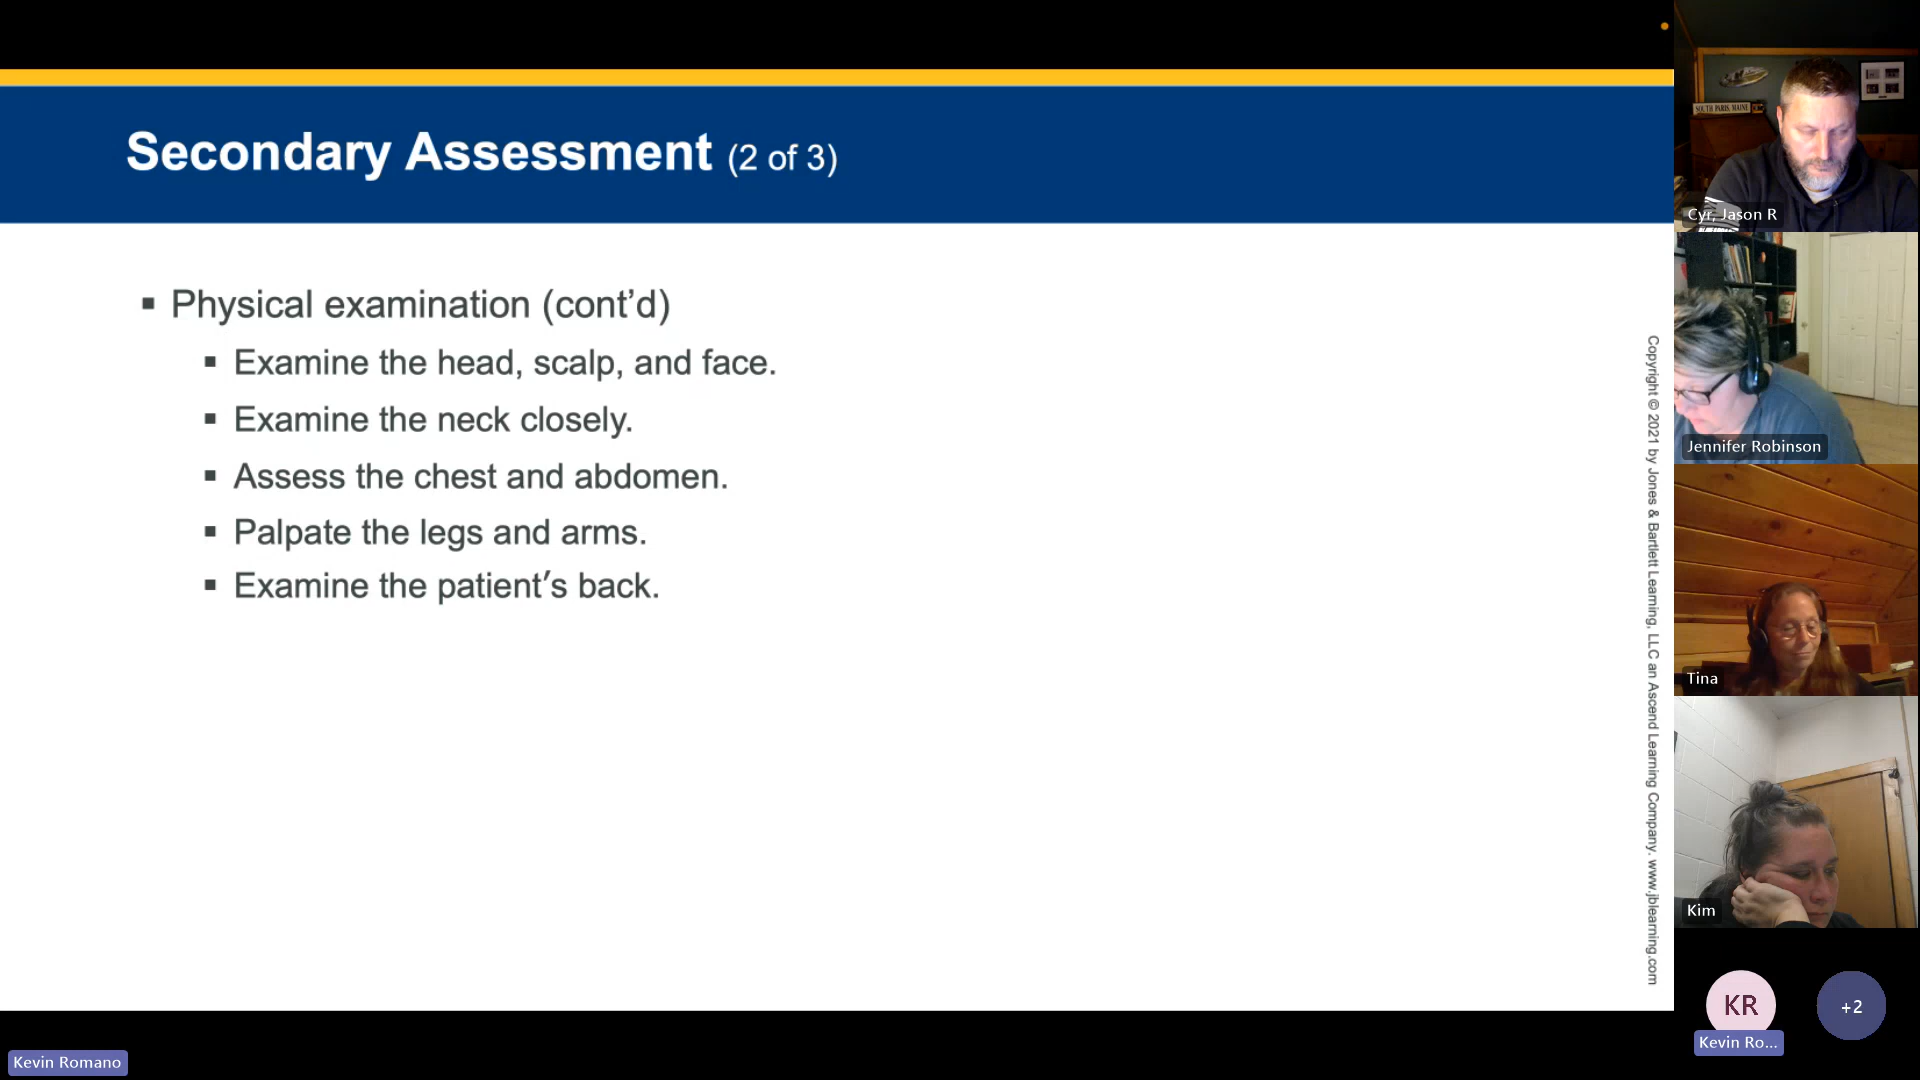 Secondary Assessment (2 of 3)
▪ Physical examination (cont’d)
▪ Examine the head, scalp, and face.
▪ Examine the neck closely.
▪ Assess the chest and abdomen.
▪ Palpate the legs and arms.
▪ Examine the patient’s back.
Copyright © 2021 by Jones & Bartlett Learning, LLC an Ascend Learning Company. www.jblearning.com
SOUTH PARIS, MAINE
Cyr, Jason R
Jennifer Robinson
Tina
Kim
KR
+2
Kevin Ro...
Kevin Romano